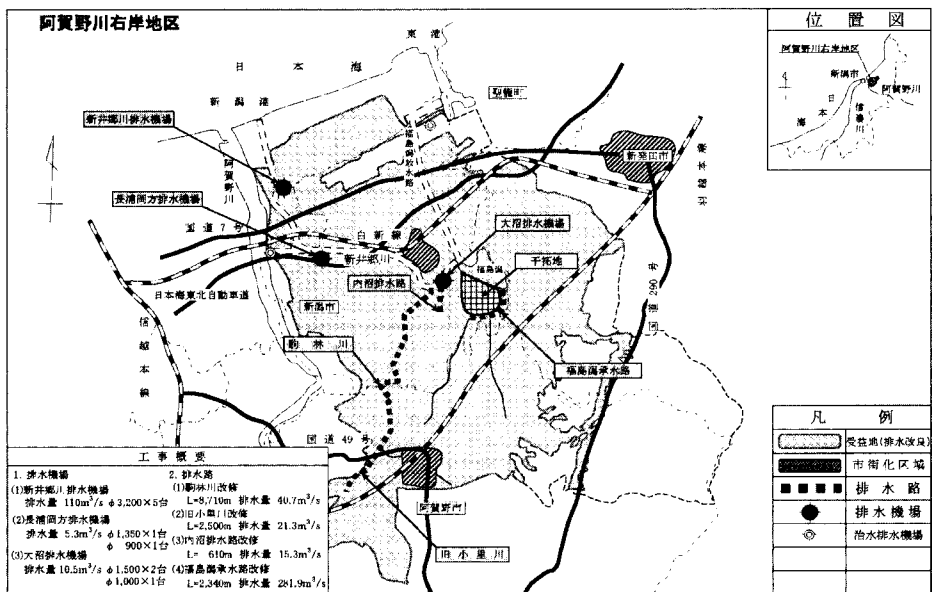 阿賀野川右岸地区
東港
日本海
新潟港
聖籠町
新井郷川排水機場
福島潟放水路
新発田市
阿賀野川
長浦岡方排水機場
国道7号
白新線
大沼排水機場
新井郷川
福島潟
干拓地
内沼排水路
日本海東北自動車道
新潟市
国道290号
信越本線
駒林川
福島潟承水路
国道49号
阿賀野市
旧小里川
位置図
阿賀野川右岸地区
新潟市
阿賀野川
日本海
信濃川
凡例
受益地(排水改良)
市街化区域
排水路
排水機場
治水排水機場
工事概要
1. 排水機場
(1)新井郷川排水機場
排水量 110m³/s φ3,200×5台
(2)長浦岡方排水機場
排水量 5.3m³/s φ1,350×1台
φ 900×1台
(3)大沼排水機場
排水量 10.5m³/s φ1,500×2台
φ1,000×1台
2. 排水路
(1)駒林川改修
L=8,710m 排水量 40.7m³/s
(2)旧小里川改修
L=2,500m 排水量 21.3m³/s
(3)内沼排水路改修
L= 610m 排水量 15.3m³/s
(4)福島潟承水路改修
L=2,340m 排水量 281.9m³/s